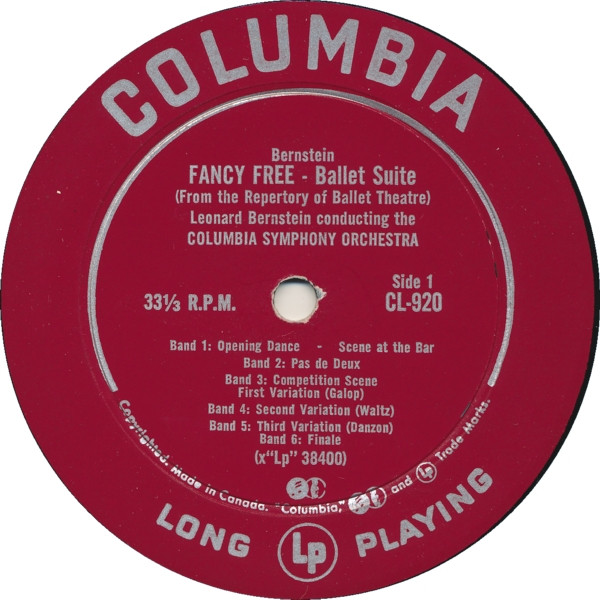 COLUMBIA
Bernstein
FANCY FREE - Ballet Suite
(From the Repertory of Ballet Theatre)
Leonard Bernstein conducting the
COLUMBIA SYMPHONY ORCHESTRA
33⅓ R.P.M.
Side 1
CL-920
Band 1: Opening Dance - Scene at the Bar
Band 2: Pas de Deux
Band 3: Competition Scene
First Variation (Galop)
Band 4: Second Variation (Waltz)
Band 5: Third Variation (Danzon)
Band 6: Finale
(x"Lp" 38400)
Copyrighted. Made in Canada. "Columbia," and Lp Trade Marks.
LONG Lp PLAYING